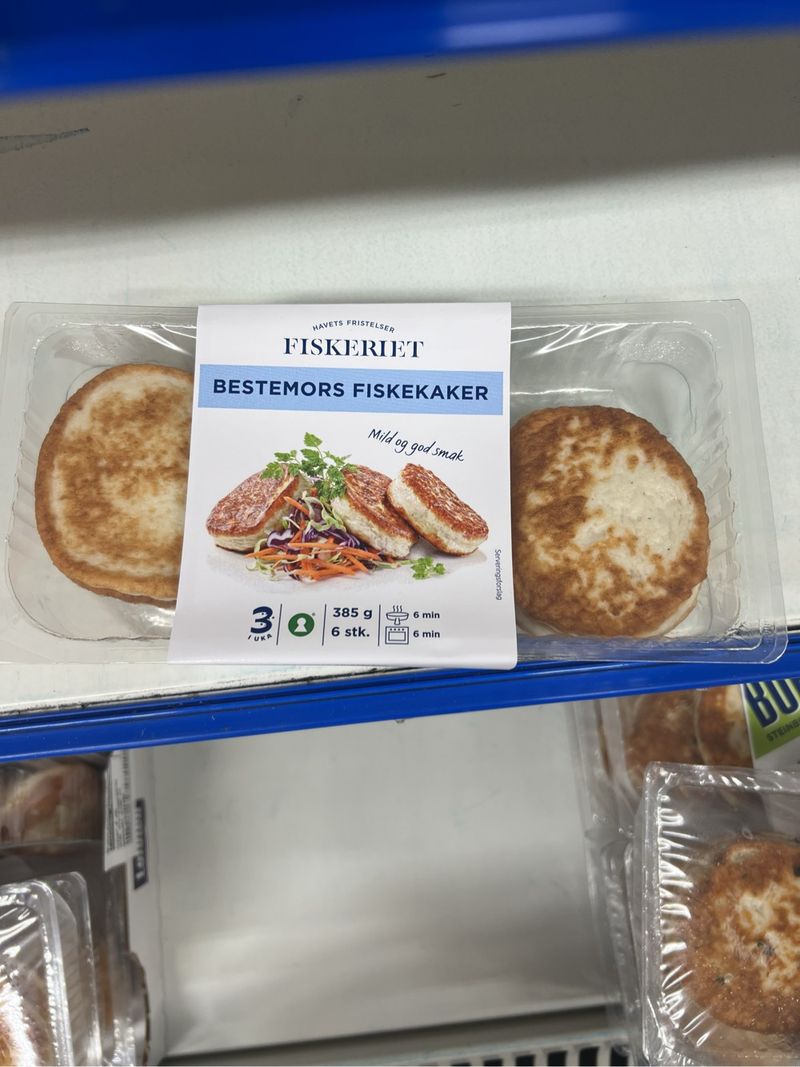 HAVETS FRISTELSER
FISKERIET
BESTEMORS FISKEKAKER
Mild og god smak
Serveringsforslag
3.
I UKA
385 g
6 stk.
6 min
6 min